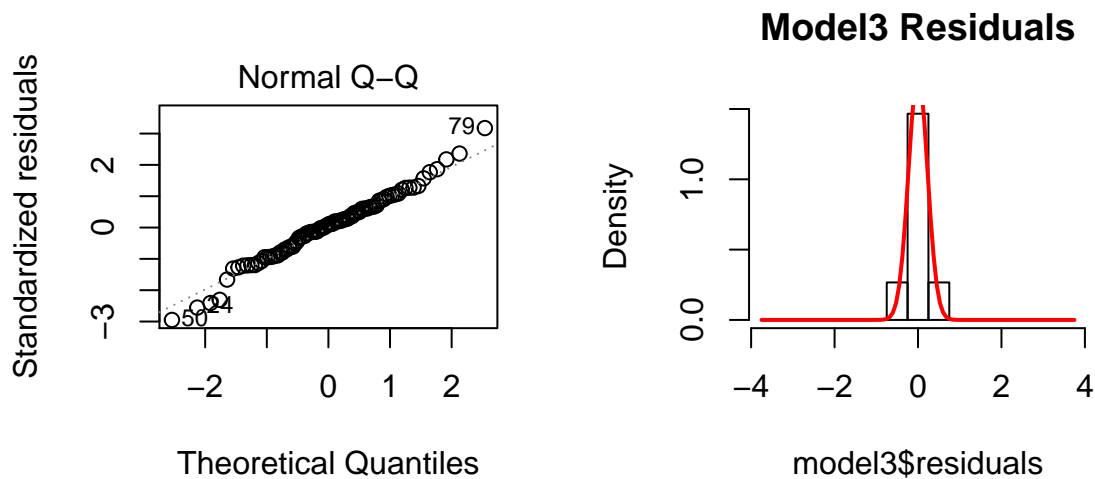 Normal Q−Q
Standardized residuals
2
0
−3
79
50
24
−2
0
1
2
Theoretical Quantiles
Model3 Residuals
Density
1.0
0.0
−4
−2
0
2
4
model3$residuals